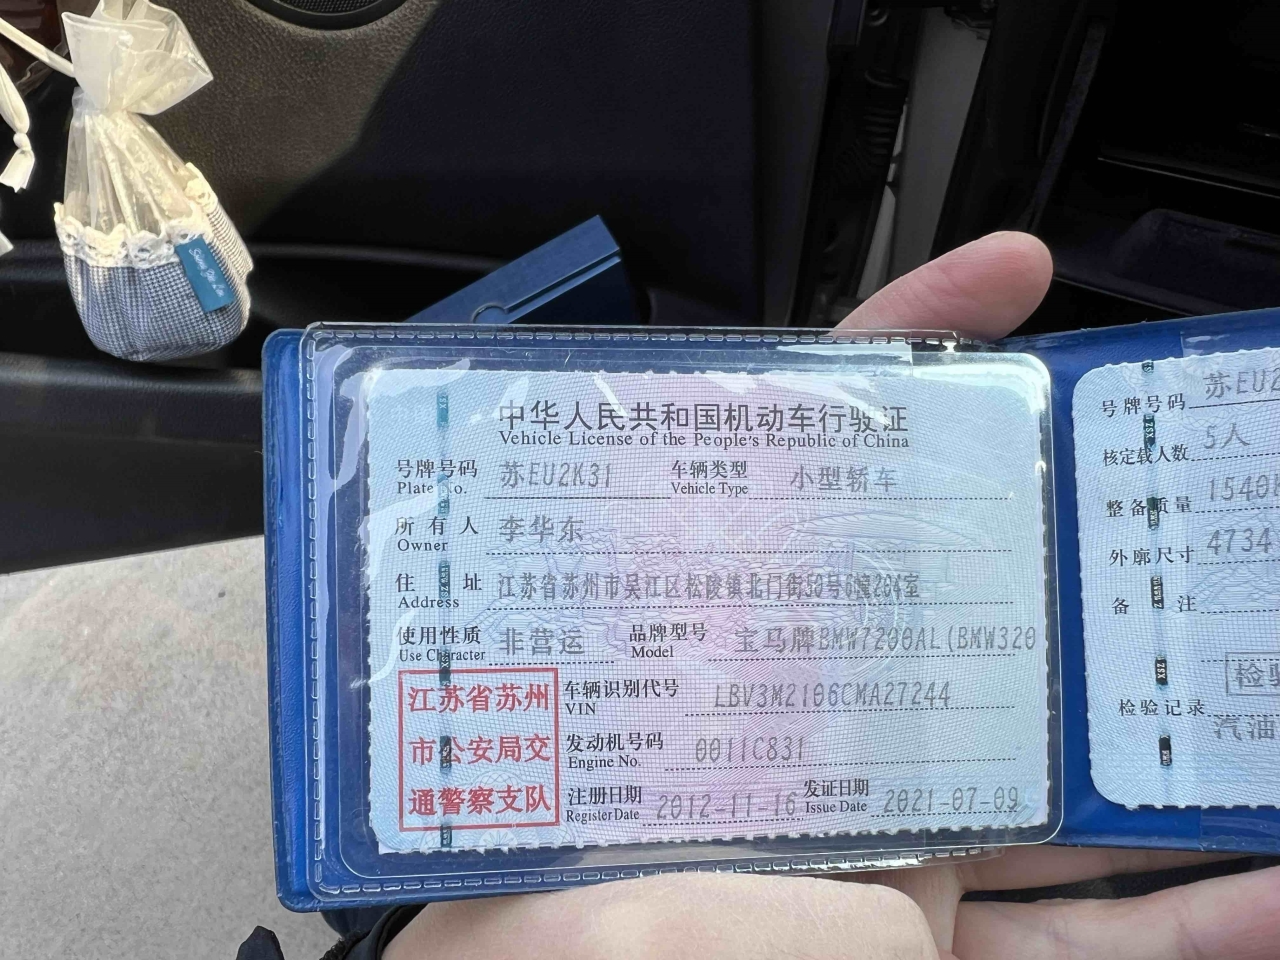 中华人民共和国机动车行驶证
Vehicle License of the People's Republic of China
号牌号码 苏EU2K31 车辆类型 小型轿车
Plate No. Vehicle Type
所有人 李华东
Owner
住址 江苏省苏州市吴江区松陵镇北门街50号6幢204室
Address
使用性质 非营运 品牌型号 宝马牌BMW7200AL(BMW320
Use Character Model
江苏省苏州
市公安局交
通警察支队
车辆识别代号 LBV3M2106CMA27244
VIN
发动机号码 0011C831
Engine No.
注册日期 2012-11-16 发证日期 2021-07-09
Register Date Issue Date
号牌号码 苏EU2
核定载人数 5人
整备质量 1540
外廓尺寸 4734
备注
检验
检验记录
汽油